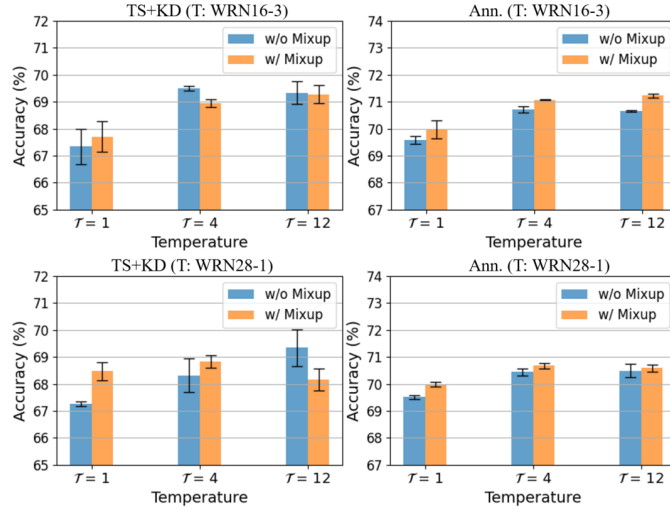 TS+KD (T: WRN16-3)
72
71
70
69
68
67
66
65
Accuracy (%)
w/o Mixup
w/ Mixup
𝒯 = 1
𝒯 = 4
𝒯 = 12
Temperature
Ann. (T: WRN16-3)
74
73
72
71
70
69
68
67
Accuracy (%)
w/o Mixup
w/ Mixup
𝒯 = 1
𝒯 = 4
𝒯 = 12
Temperature
TS+KD (T: WRN28-1)
72
71
70
69
68
67
66
65
Accuracy (%)
w/o Mixup
w/ Mixup
𝒯 = 1
𝒯 = 4
𝒯 = 12
Temperature
Ann. (T: WRN28-1)
74
73
72
71
70
69
68
67
Accuracy (%)
w/o Mixup
w/ Mixup
𝒯 = 1
𝒯 = 4
𝒯 = 12
Temperature